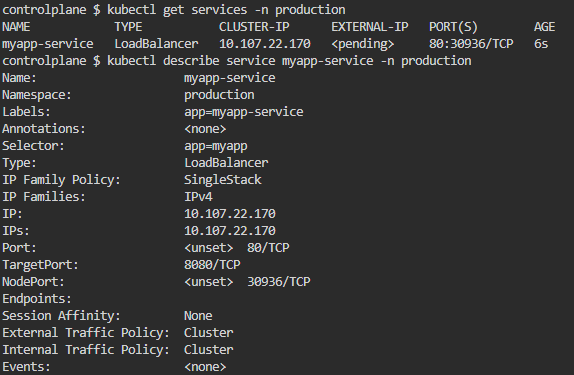 controlplane $ kubectl get services -n production
NAME            TYPE           CLUSTER-IP      EXTERNAL-IP   PORT(S)        AGE
myapp-service   LoadBalancer   10.107.22.170   <pending>     80:30936/TCP   6s
controlplane $ kubectl describe service myapp-service -n production
Name:                     myapp-service
Namespace:                production
Labels:                   app=myapp-service
Annotations:              <none>
Selector:                 app=myapp
Type:                     LoadBalancer
IP Family Policy:         SingleStack
IP Families:              IPv4
IP:                       10.107.22.170
IPs:                      10.107.22.170
Port:                     <unset>  80/TCP
TargetPort:               8080/TCP
NodePort:                 <unset>  30936/TCP
Endpoints:
Session Affinity:         None
External Traffic Policy:  Cluster
Internal Traffic Policy:  Cluster
Events:                   <none>